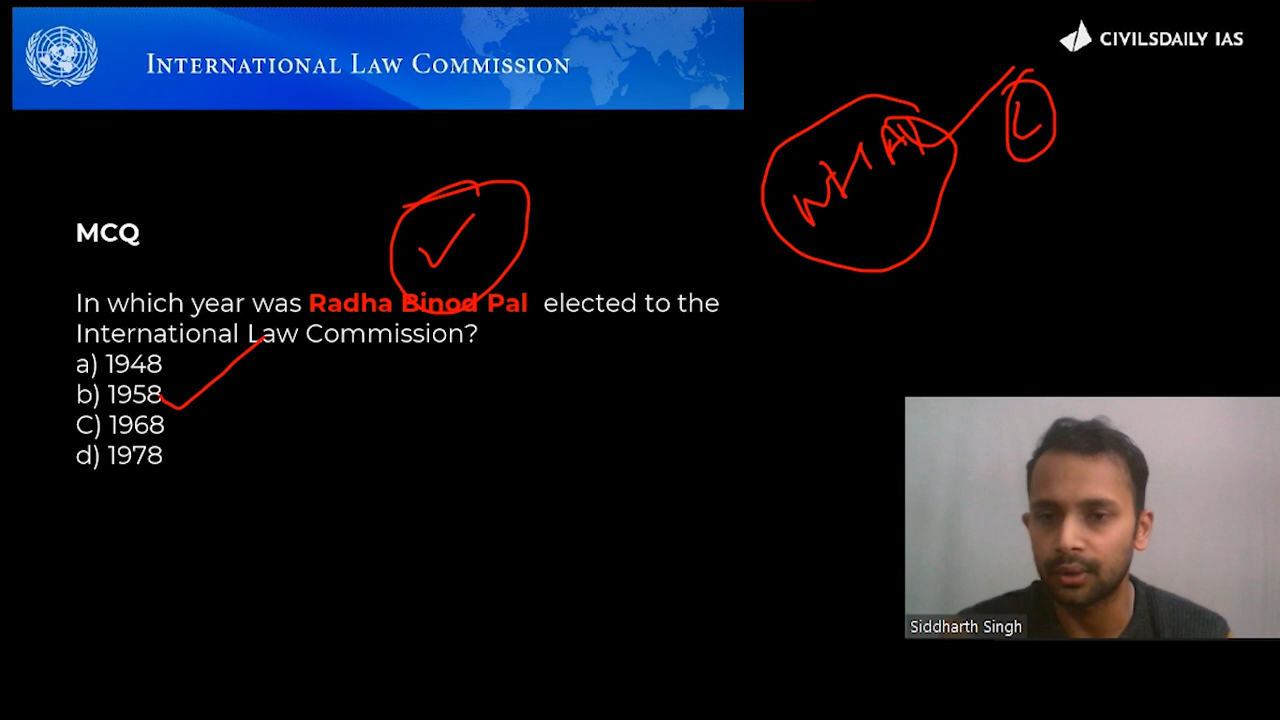 INTERNATIONAL LAW COMMISSION
CIVILSDAILY IAS
MCQ
In which year was Radha Binod Pal elected to the
International Law Commission?
a) 1948
b) 1958
C) 1968
d) 1978
Siddharth Singh